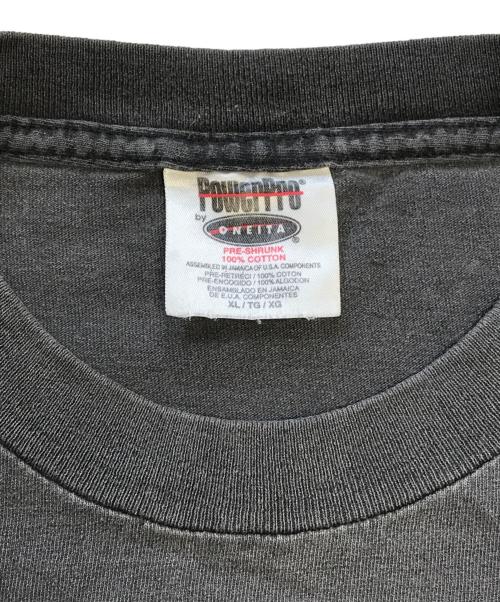 PowerPro®
by ONEITA
PRE-SHRUNK
100% COTTON
ASSEMBLED IN JAMAICA OF U.S.A. COMPONENTS
PRE-RETRECI / 100% COTON
PRE-ENCOGIDO / 100% ALGODON
ENSAMBLADO EN JAMAICA
DE E.U.A. COMPONENTES
XL / TG / XG